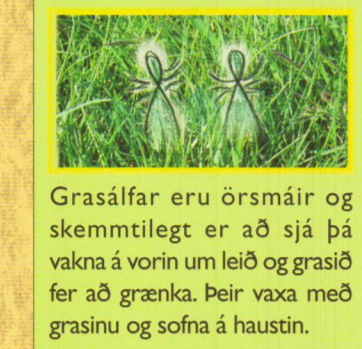 Grasálfar eru örsmáir og
skemmtilegt er að sjá þá
vakna á vorin um leið og grasið
fer að grænka. Þeir vaxa með
grasinu og sofna á haustin.